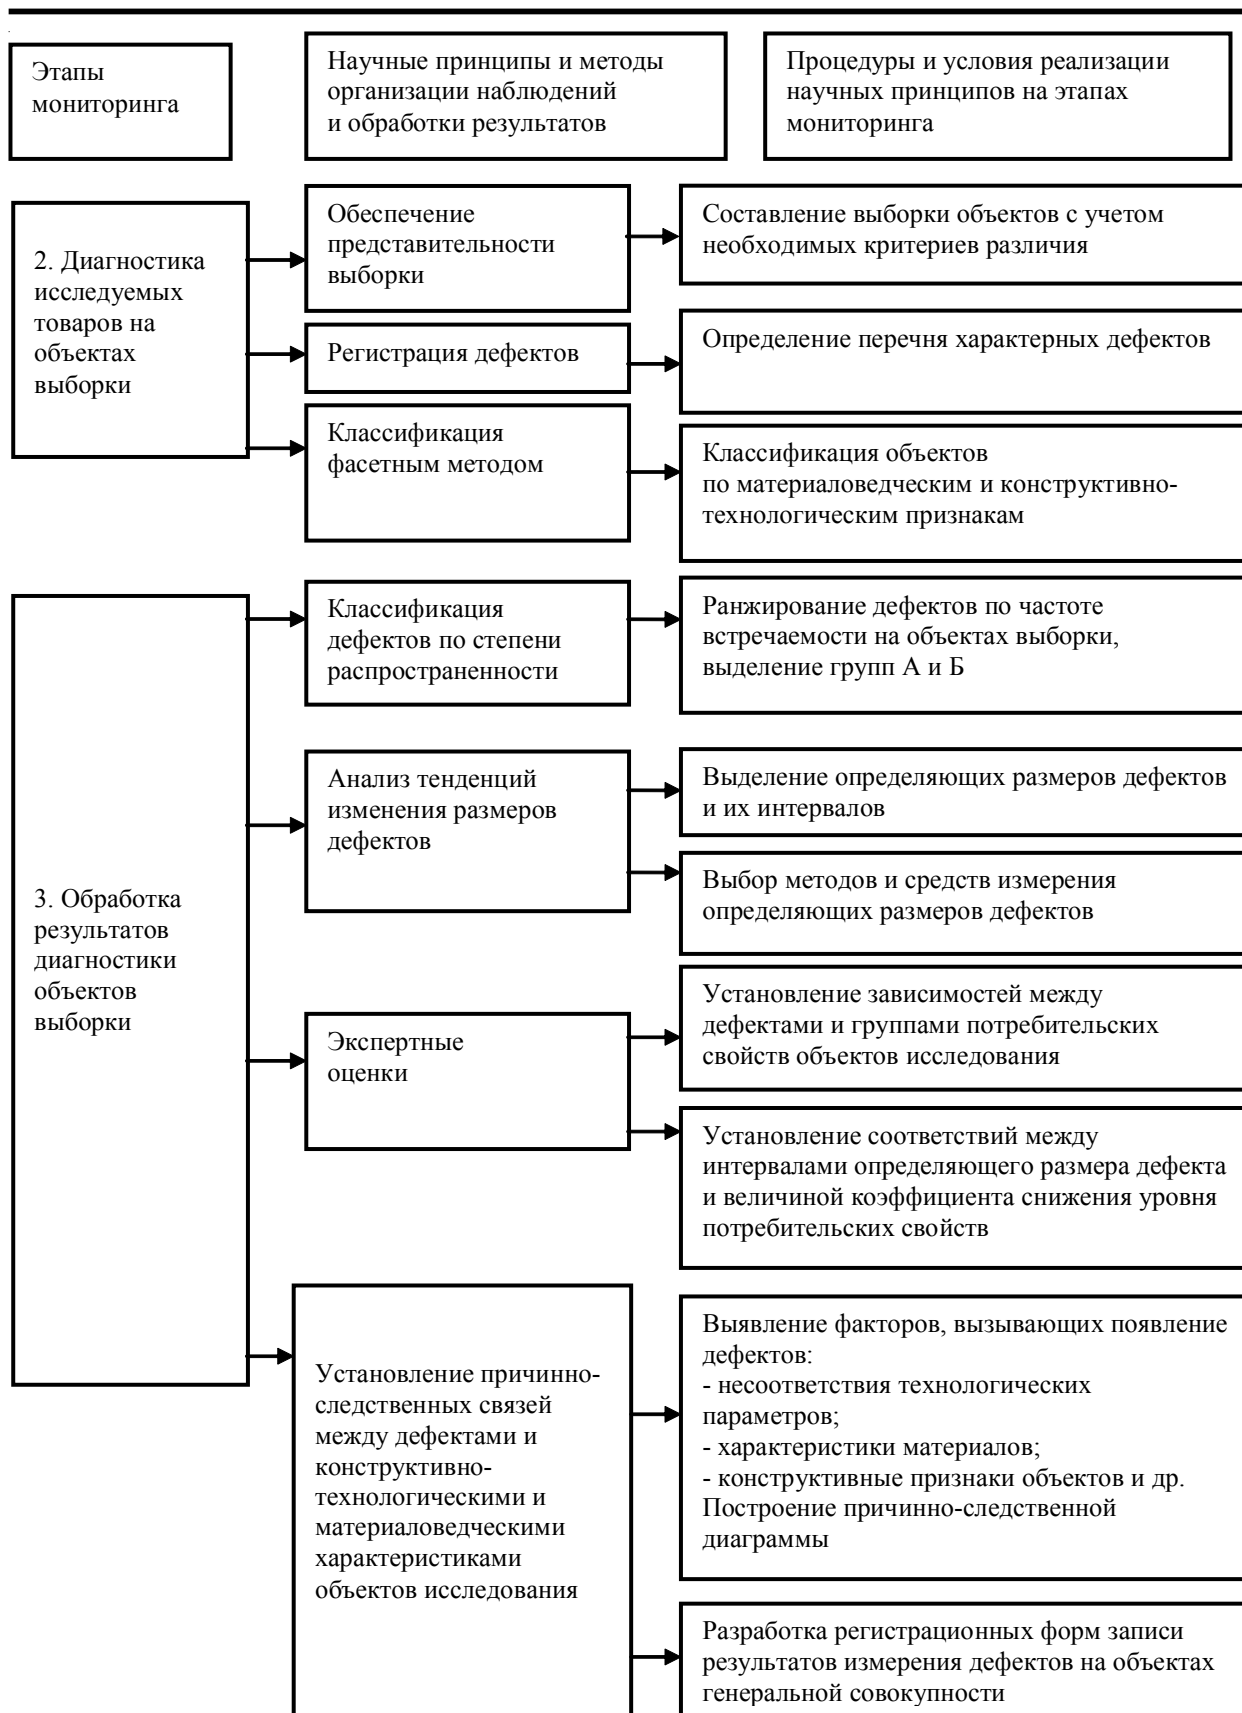 Этапы
мониторинга
Научные принципы и методы
организации наблюдений
и обработки результатов
Процедуры и условия реализации
научных принципов на этапах
мониторинга
2. Диагностика
исследуемых
товаров на
объектах
выборки
Обеспечение
представительности
выборки
Составление выборки объектов с учетом
необходимых критериев различия
Регистрация дефектов
Определение перечня характерных дефектов
Классификация
фасетным методом
Классификация объектов
по материаловедческим и конструктивно-
технологическим признакам
3. Обработка
результатов
диагностики
объектов
выборки
Классификация
дефектов по степени
распространенности
Ранжирование дефектов по частоте
встречаемости на объектах выборки,
выделение групп А и Б
Анализ тенденций
изменения размеров
дефектов
Выделение определяющих размеров дефектов
и их интервалов
Выбор методов и средств измерения
определяющих размеров дефектов
Экспертные
оценки
Установление зависимостей между
дефектами и группами потребительских
свойств объектов исследования
Установление соответствий между
интервалами определяющего размера дефекта
и величиной коэффициента снижения уровня
потребительских свойств
Установление причинно-
следственных связей
между дефектами и
конструктивно-
технологическими и
материаловедческими
характеристиками
объектов исследования
Выявление факторов, вызывающих появление
дефектов:
- несоответствия технологических
параметров;
- характеристики материалов;
- конструктивные признаки объектов и др.
Построение причинно-следственной
диаграммы
Разработка регистрационных форм записи
результатов измерения дефектов на объектах
генеральной совокупности